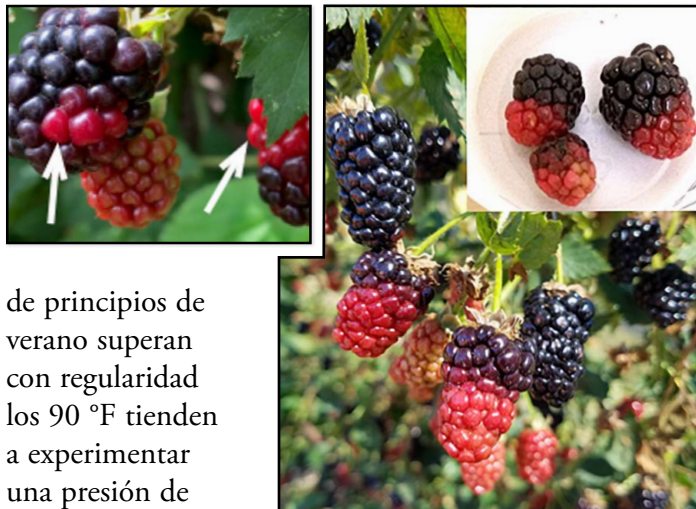 de principios de
verano superan
con regularidad
los 90 °F tienden
a experimentar
una presión de